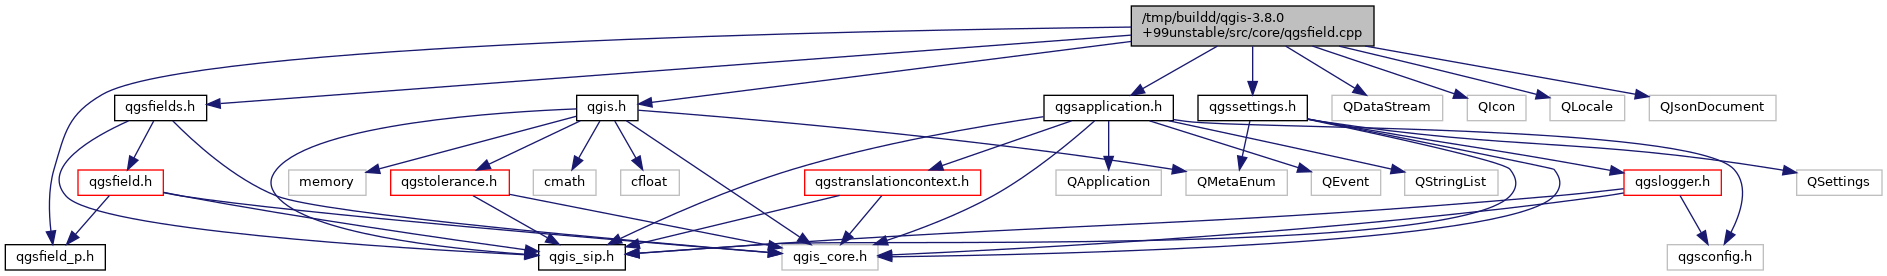 /tmp/buildd/qgis-3.8.0
+99unstable/src/core/qgsfield.cpp
qgsfields.h
qgis.h
qgsapplication.h
qgssettings.h
QDataStream
QIcon
QLocale
QJsonDocument
qgsfield.h
memory
qgstolerance.h
cmath
cfloat
qgstranslationcontext.h
QApplication
QMetaEnum
QEvent
QStringList
qgslogger.h
QSettings
qgsfield_p.h
qgis_sip.h
qgis_core.h
qgsconfig.h